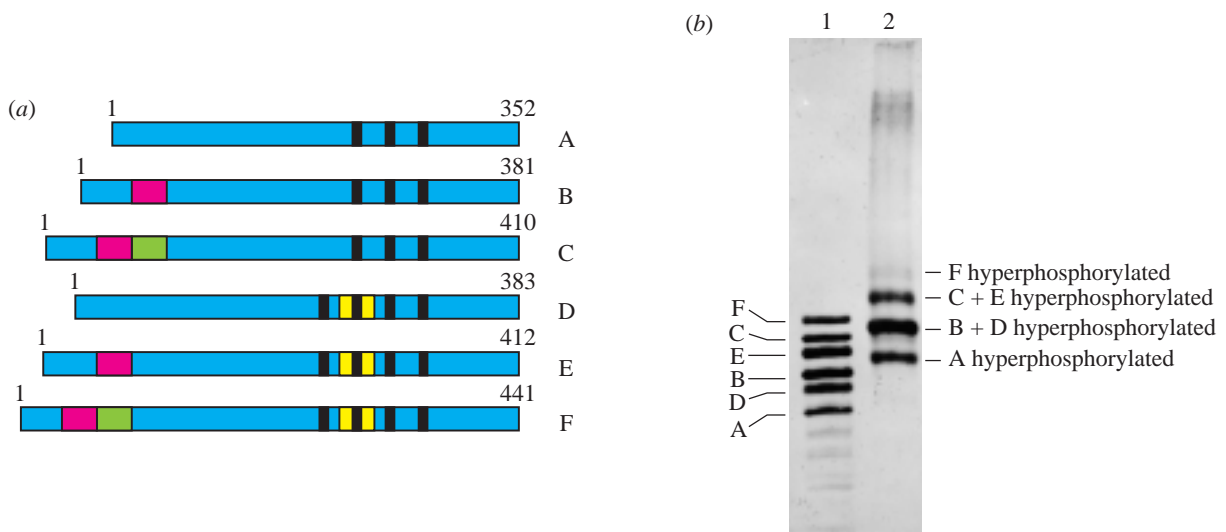 (a)
1 352
A
1 381
B
1 410
C
1 383
D
1 412
E
1 441
F
(b)
1 2
F hyperphosphorylated
C + E hyperphosphorylated
B + D hyperphosphorylated
A hyperphosphorylated
F
C
E
B
D
A